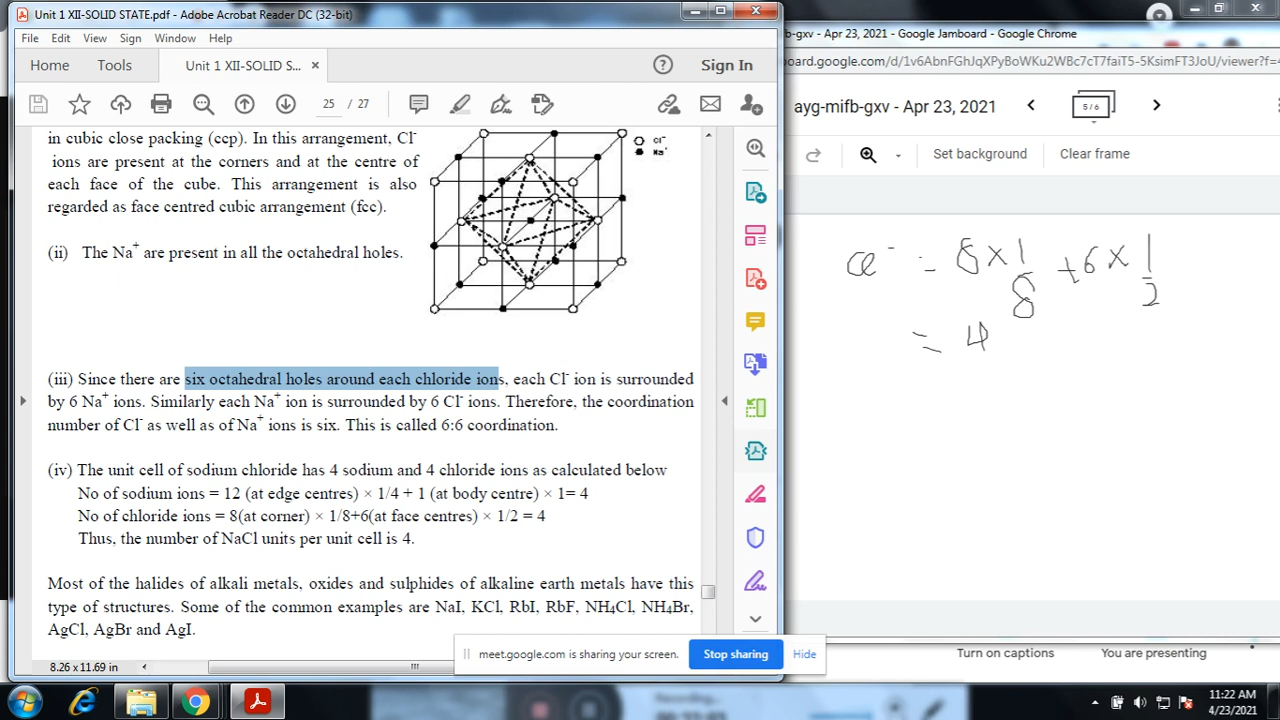 Unit 1 XII-SOLID STATE.pdf - Adobe Acrobat Reader DC (32-bit)
File Edit View Sign Window Help
Home Tools Unit 1 XII-SOLID S... × Sign In
25 / 27
in cubic close packing (ccp). In this arrangement, Cl⁻
ions are present at the corners and at the centre of
each face of the cube. This arrangement is also
regarded as face centred cubic arrangement (fcc).
Cl⁻
Na⁺
(ii) The Na⁺ are present in all the octahedral holes.
(iii) Since there are six octahedral holes around each chloride ions, each Cl⁻ ion is surrounded
by 6 Na⁺ ions. Similarly each Na⁺ ion is surrounded by 6 Cl⁻ ions. Therefore, the coordination
number of Cl⁻ as well as of Na⁺ ions is six. This is called 6:6 coordination.
(iv) The unit cell of sodium chloride has 4 sodium and 4 chloride ions as calculated below
No of sodium ions = 12 (at edge centres) × 1/4 + 1 (at body centre) × 1= 4
No of chloride ions = 8(at corner) × 1/8+6(at face centres) × 1/2 = 4
Thus, the number of NaCl units per unit cell is 4.
Most of the halides of alkali metals, oxides and sulphides of alkaline earth metals have this
type of structures. Some of the common examples are NaI, KCl, RbI, RbF, NH4Cl, NH4Br,
AgCl, AgBr and AgI.
8.26 x 11.69 in
ifb-gxv - Apr 23, 2021 - Google Jamboard - Google Chrome
board.google.com/d/1v6AbnFGhJqXPyBoWKu2WBc7cT7faiT5-5KsimFT3JoU/viewer?f=4
ayg-mifb-gxv - Apr 23, 2021 5/6
Set background Clear frame
Cl⁻ = 8 × 1/8 + 6 × 1/2
= 4
meet.google.com is sharing your screen. Stop sharing Hide
Turn on captions You are presenting
11:22 AM
4/23/2021